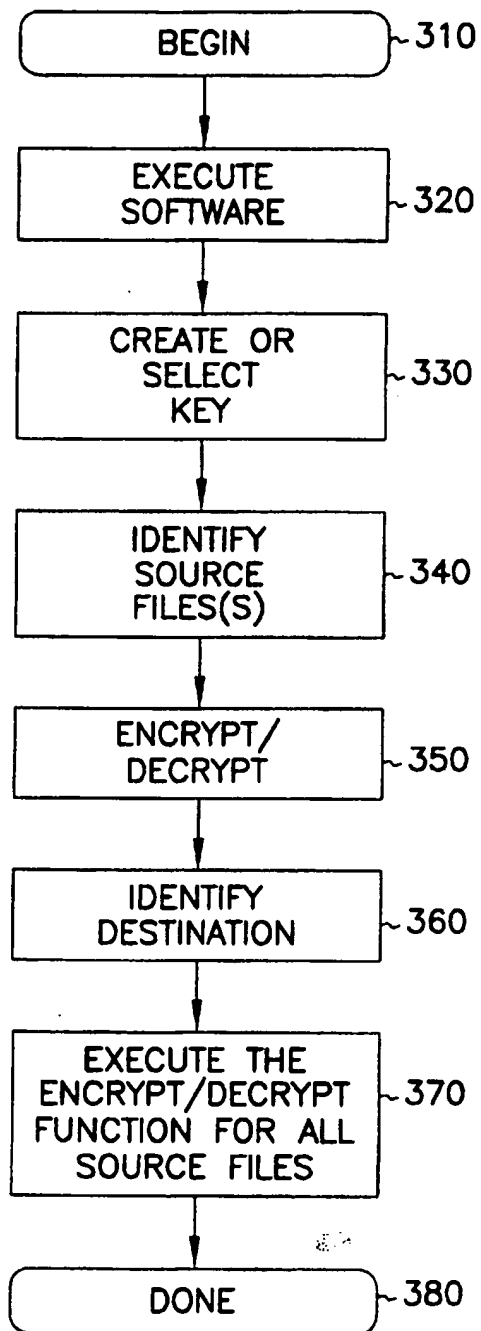 BEGIN
310
EXECUTE
SOFTWARE
320
CREATE OR
SELECT
KEY
330
IDENTIFY
SOURCE
FILES(S)
340
ENCRYPT/
DECRYPT
350
IDENTIFY
DESTINATION
360
EXECUTE THE
ENCRYPT/DECRYPT
FUNCTION FOR ALL
SOURCE FILES
370
DONE
380